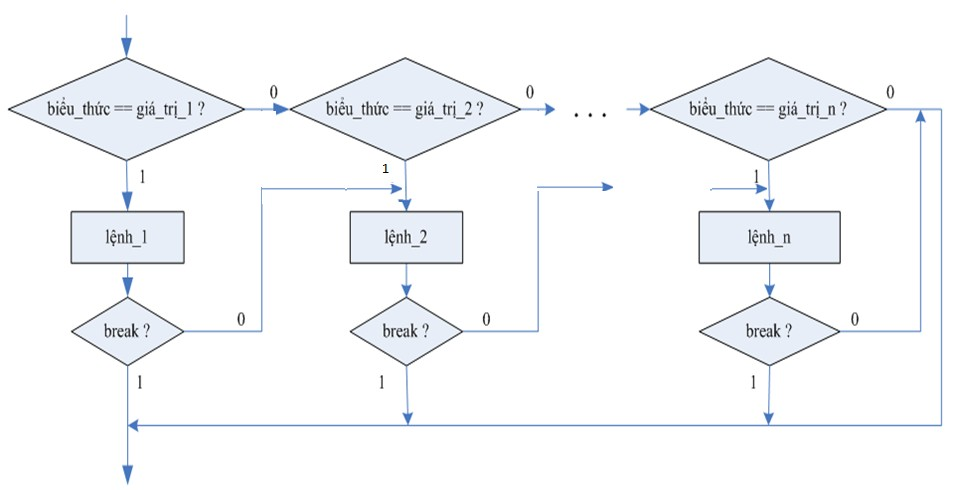 biểu_thức == giá_trị_1 ?
0
biểu_thức == giá_trị_2 ?
0
. . .
biểu_thức == giá_trị_n ?
0
1
1
1
lệnh_1
lệnh_2
lệnh_n
break ?
0
break ?
0
break ?
0
1
1
1